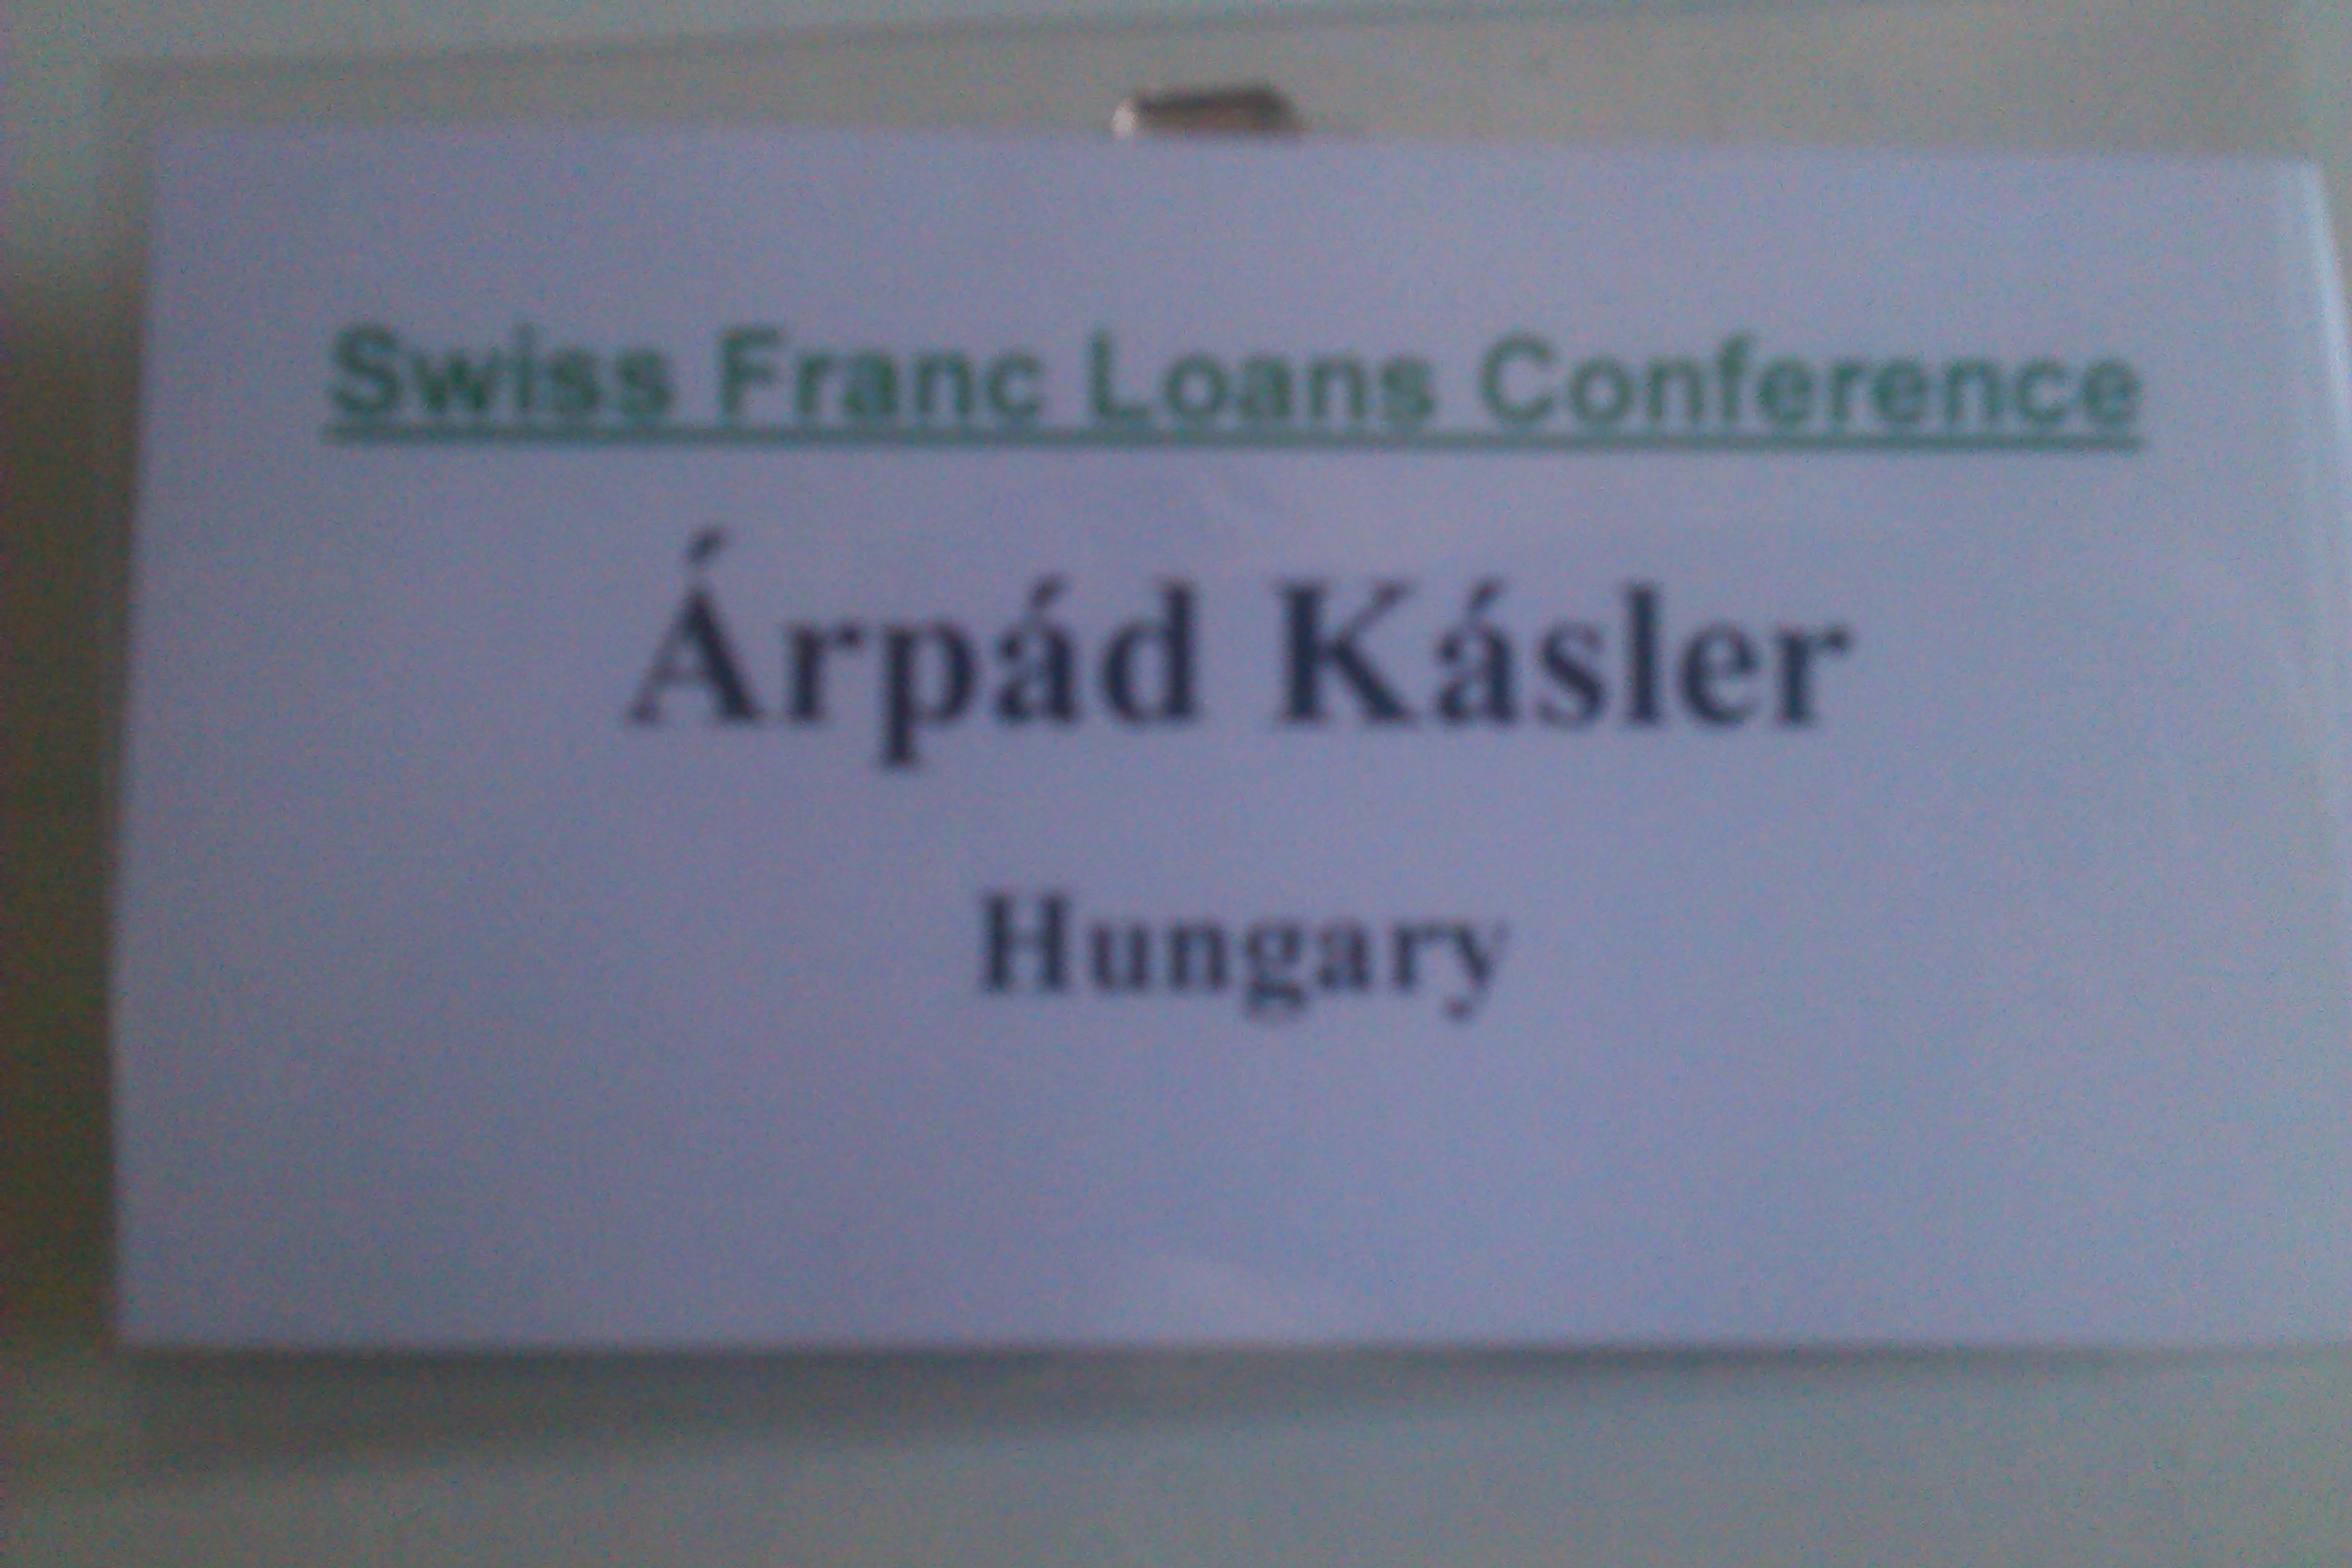 Swiss Franc Loans Conference
Árpád Kásler
Hungary